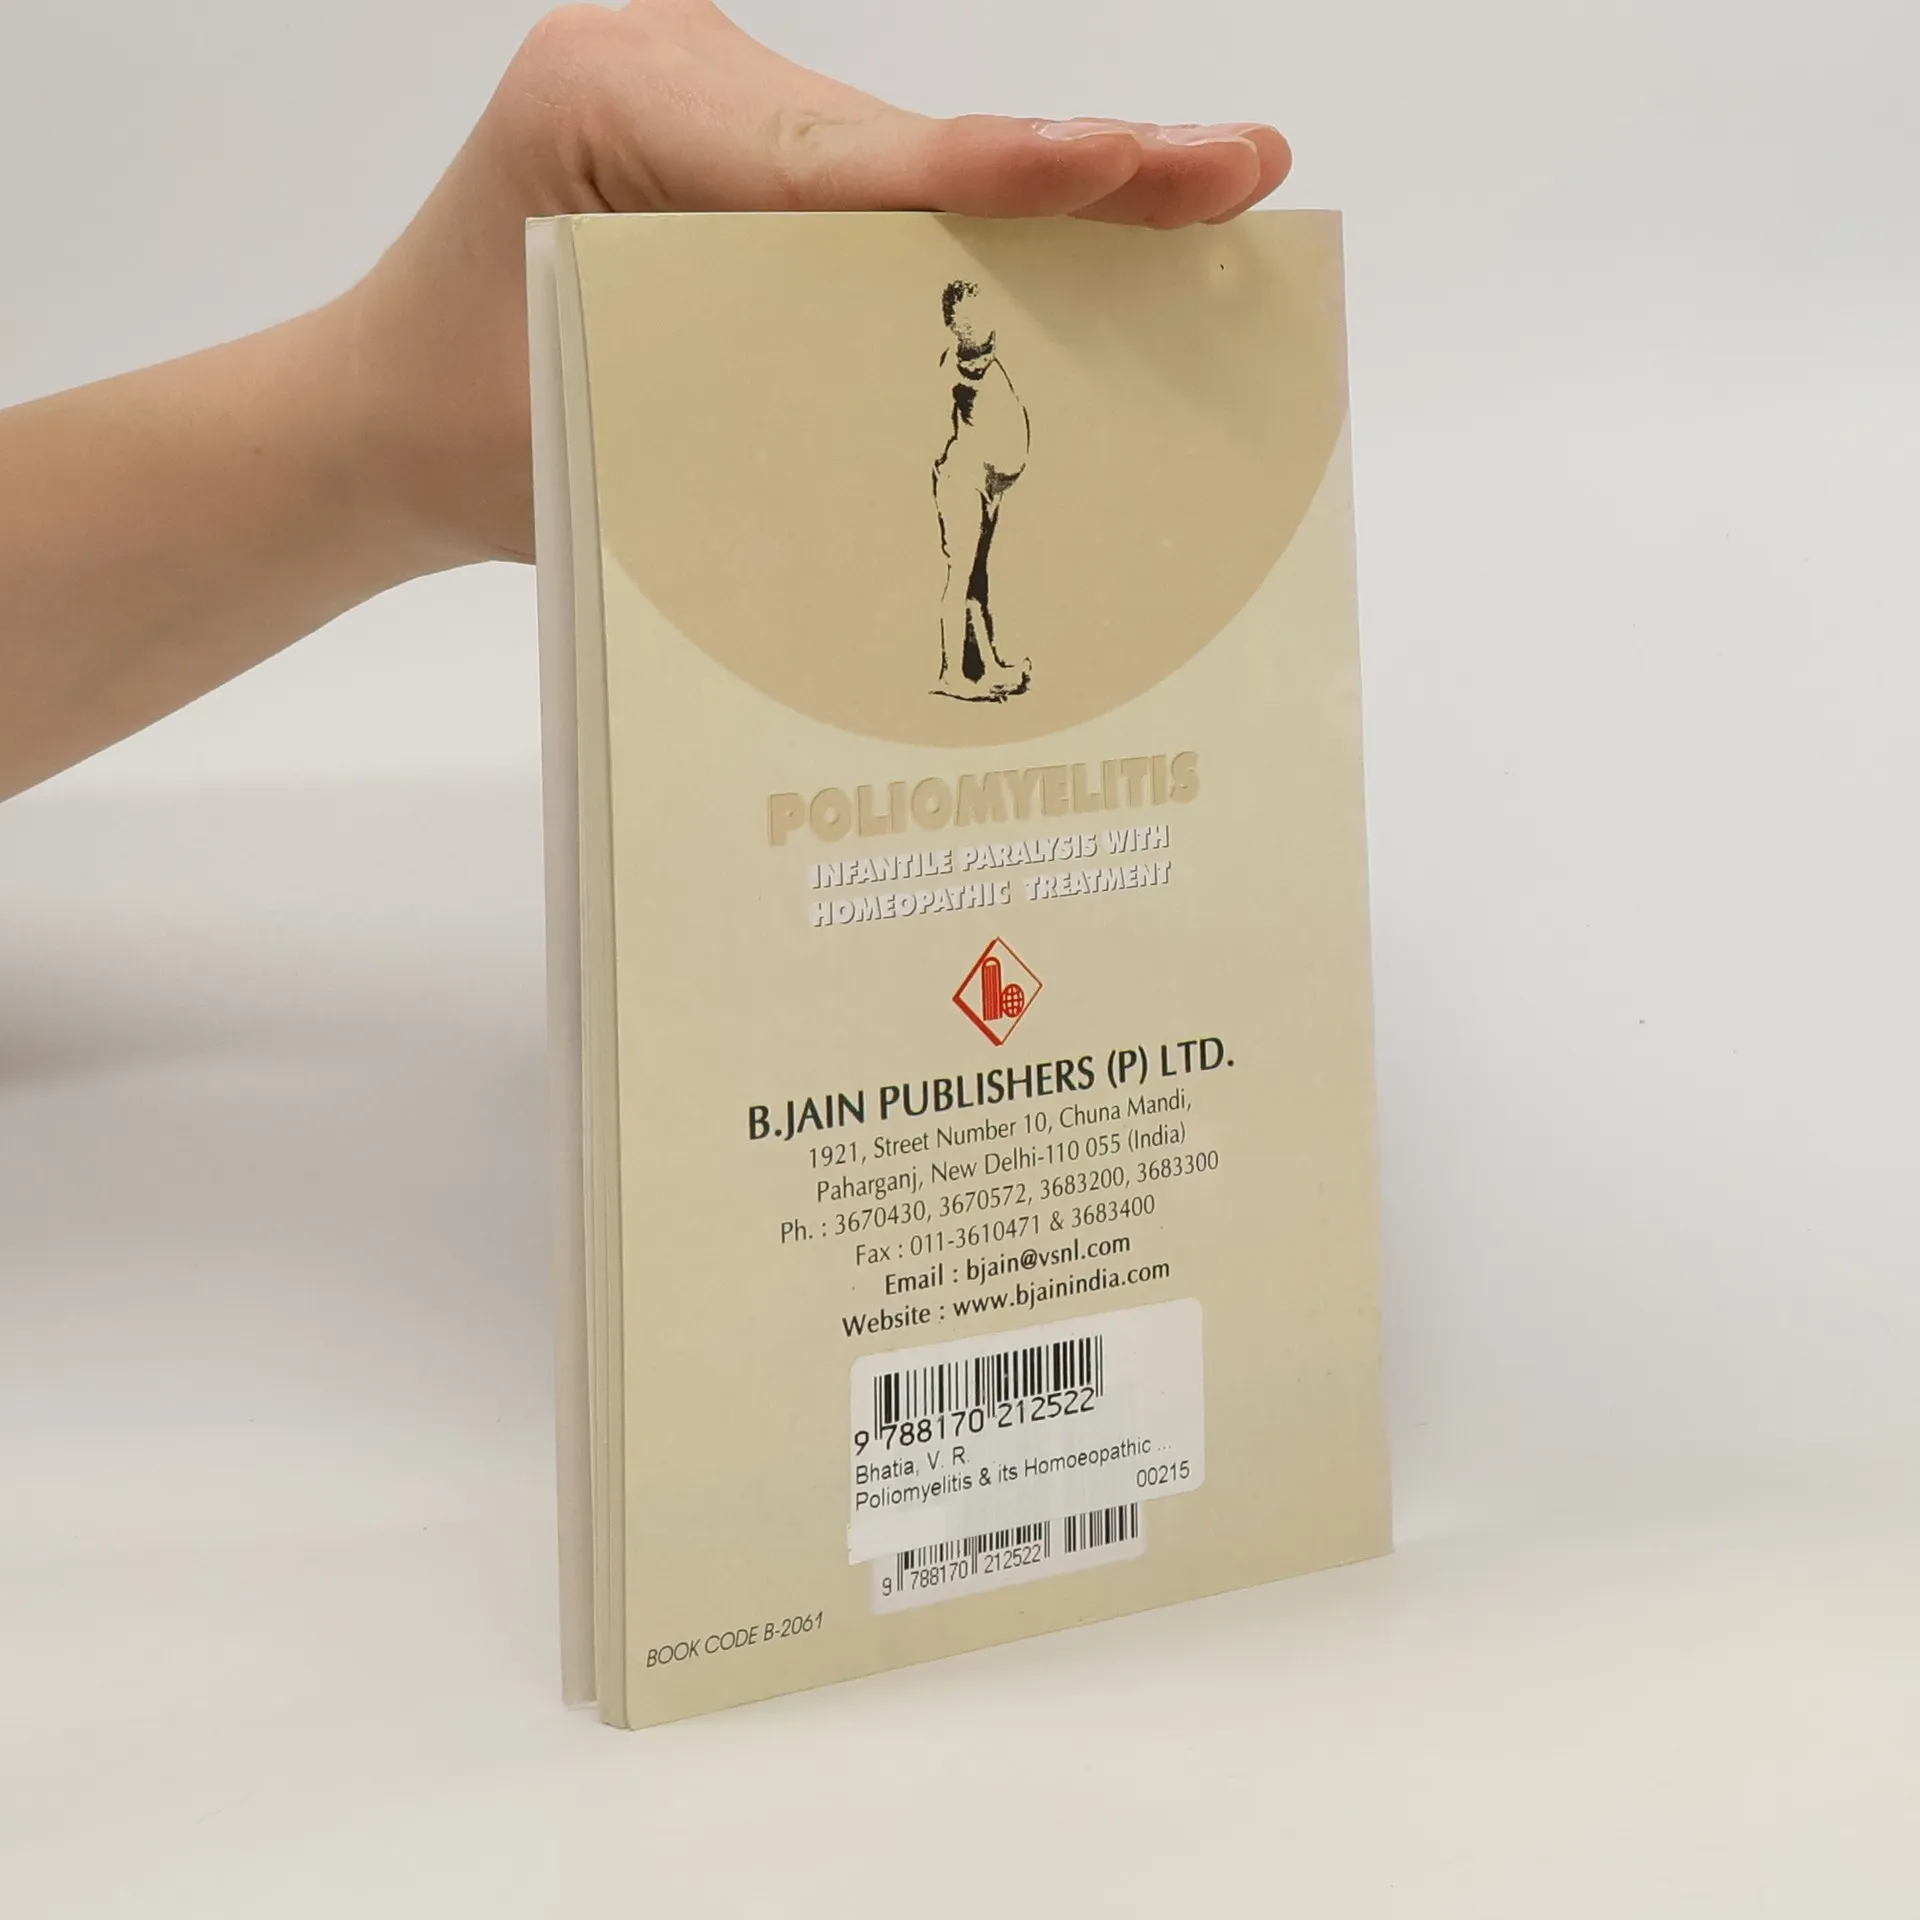 POLIOMYELITIS
INFANTILE PARALYSIS WITH
HOMEOPATHIC TREATMENT
B.JAIN PUBLISHERS (P) LTD.
1921, Street Number 10, Chuna Mandi,
Paharganj, New Delhi-110 055 (India)
Ph. : 3670430, 3670572, 3683200, 3683300
Fax : 011-3610471 & 3683400
Email : bjain@vsnl.com
Website : www.bjainindia.com
9 788170 212522
Bhatia, V. R.
Poliomyelitis & its Homoeopathic ...
00215
9 788170 212522
BOOK CODE B-2061